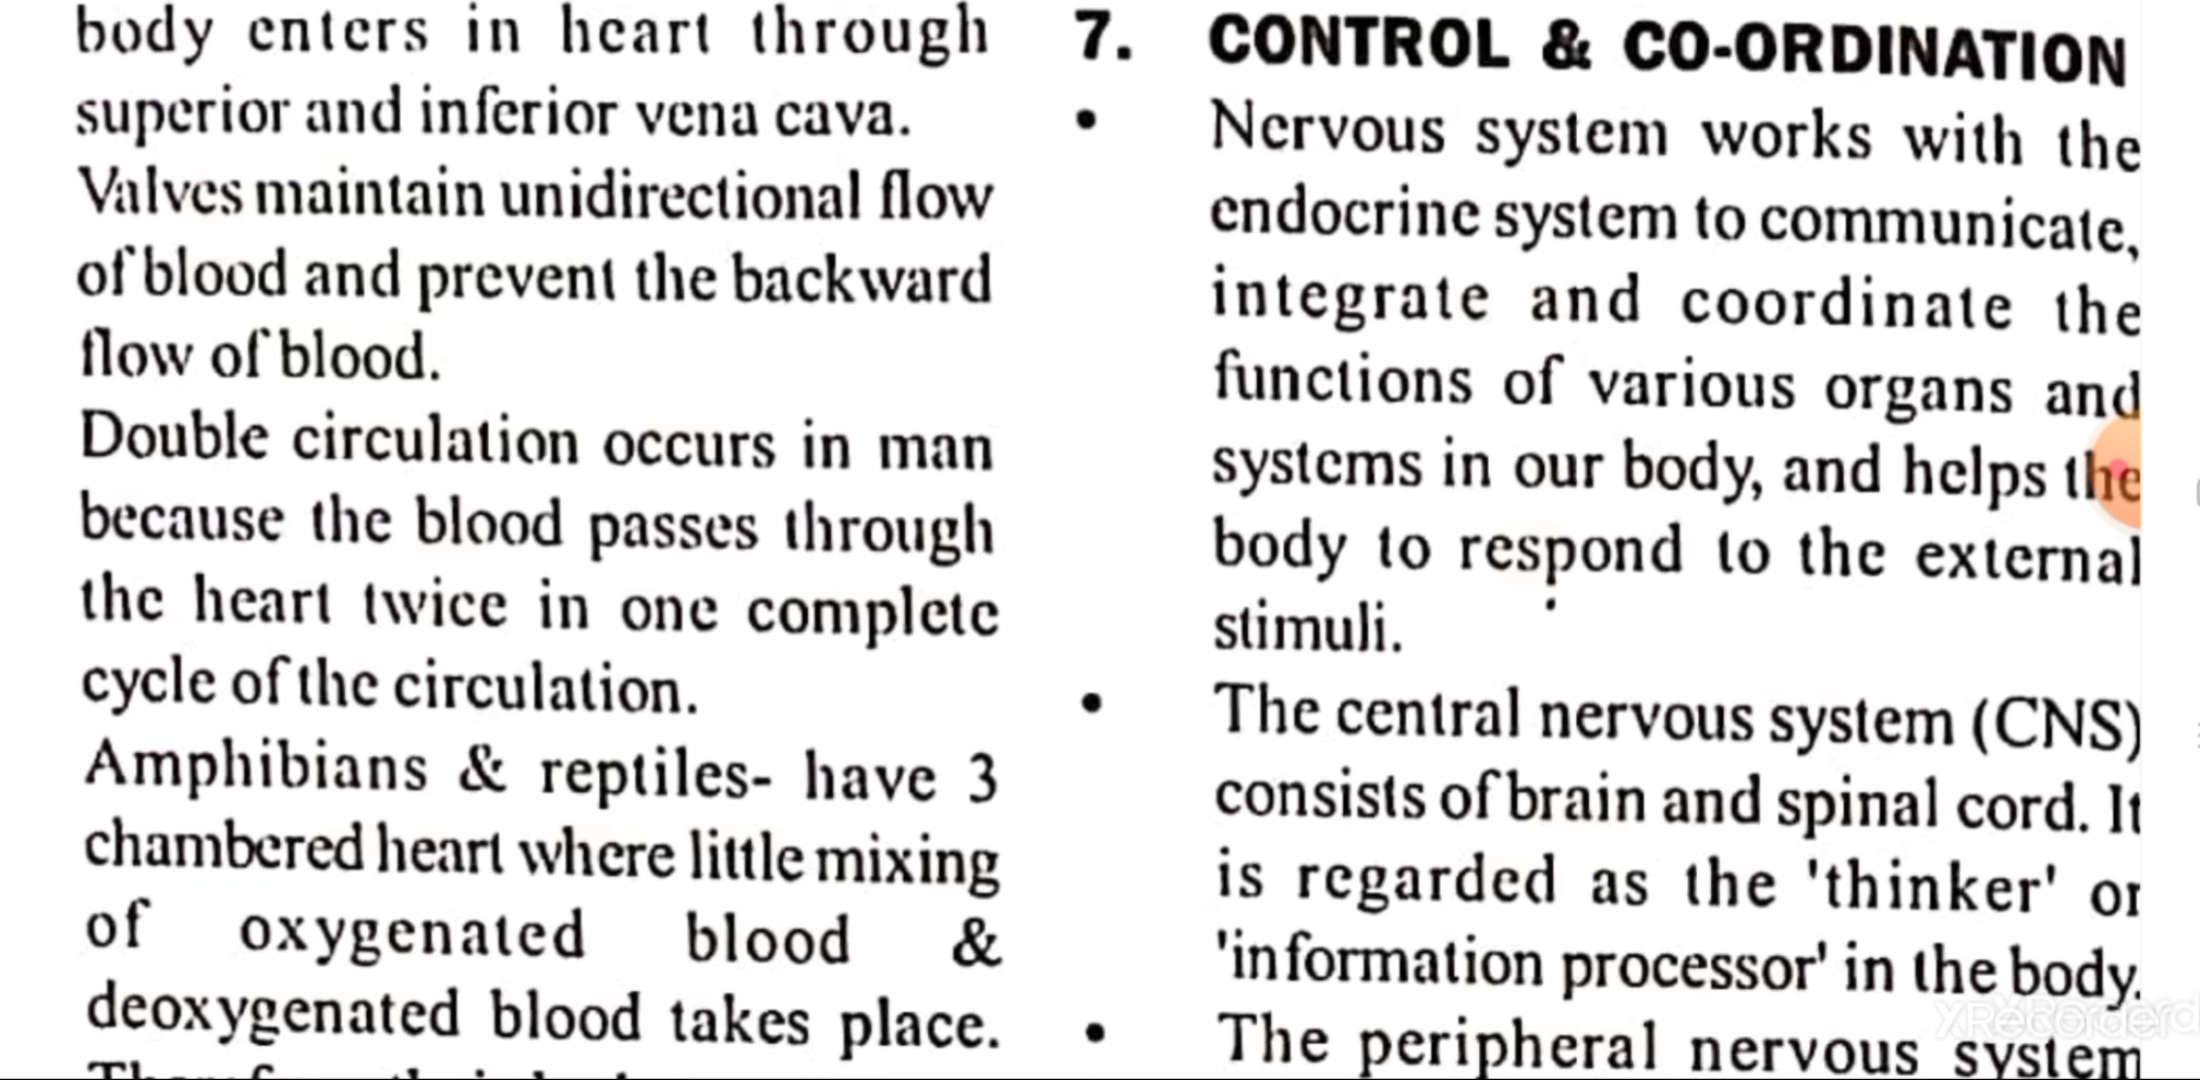 body enters in heart through
superior and inferior vena cava.
Valves maintain unidirectional flow
of blood and prevent the backward
flow of blood.
Double circulation occurs in man
because the blood passes through
the heart twice in one complete
cycle of the circulation.
Amphibians & reptiles- have 3
chambered heart where little mixing
of oxygenated blood &
deoxygenated blood takes place.
7. CONTROL & CO-ORDINATION
• Nervous system works with the
endocrine system to communicate,
integrate and coordinate the
functions of various organs and
systems in our body, and helps the
body to respond to the external
stimuli.
• The central nervous system (CNS)
consists of brain and spinal cord. It
is regarded as the 'thinker' or
'information processor' in the body.
• The peripheral nervous system
XRecorder